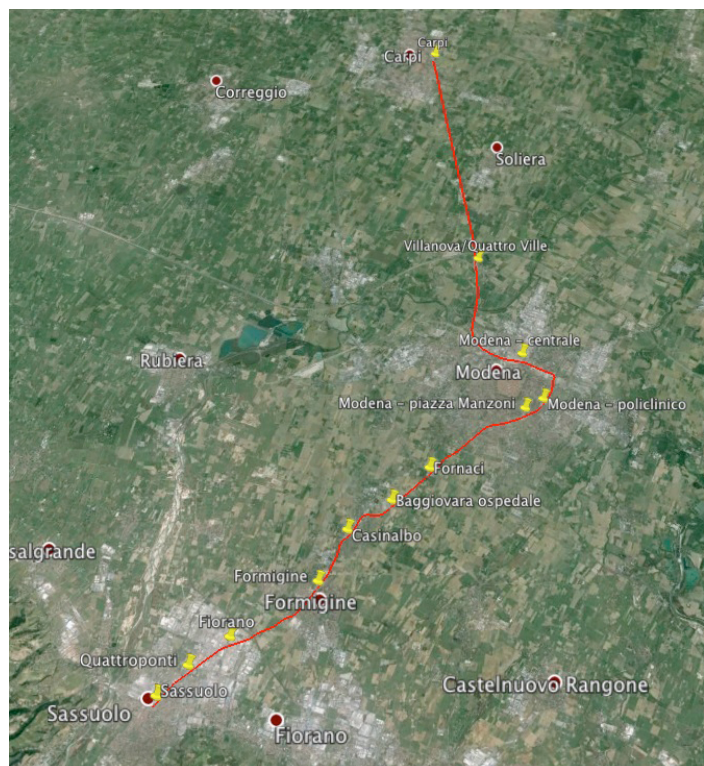 Carpi
Carpi
Correggio
Soliera
Villanova/Quattro Ville
Modena - centrale
Rubiera
Modena
Modena - piazza Manzoni
Modena - policlinico
Fornaci
Baggiovara ospedale
Casinalbo
salgrande
Formigine
Formigine
Fiorano
Quattroponti
Sassuolo
Castelnuovo Rangone
Sassuolo
Fiorano